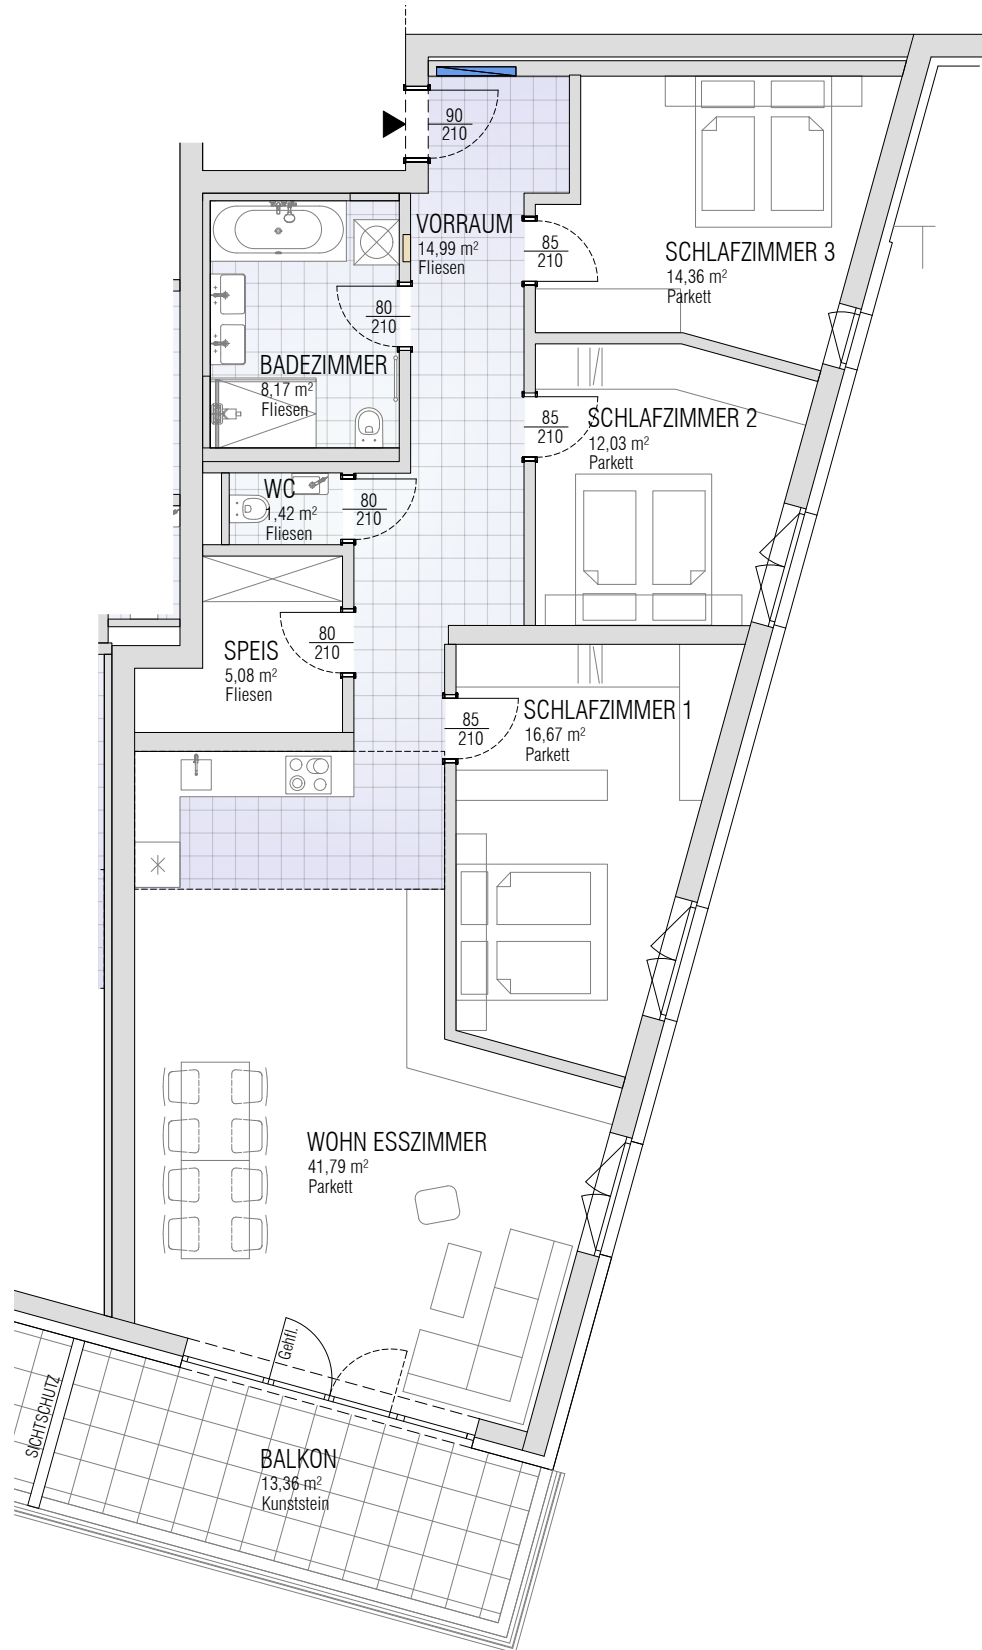 90
210
VORRAUM
14,99 m²
Fliesen
85
210
SCHLAFZIMMER 3
14,36 m²
Parkett
80
210
BADEZIMMER
8,17 m²
Fliesen
85
210
SCHLAFZIMMER 2
12,03 m²
Parkett
WC
1,42 m²
Fliesen
80
210
SPEIS
5,08 m²
Fliesen
80
210
85
210
SCHLAFZIMMER 1
16,67 m²
Parkett
WOHN ESSZIMMER
41,79 m²
Parkett
Gehfl.
SICHTSCHUTZ
BALKON
13,36 m²
Kunststein